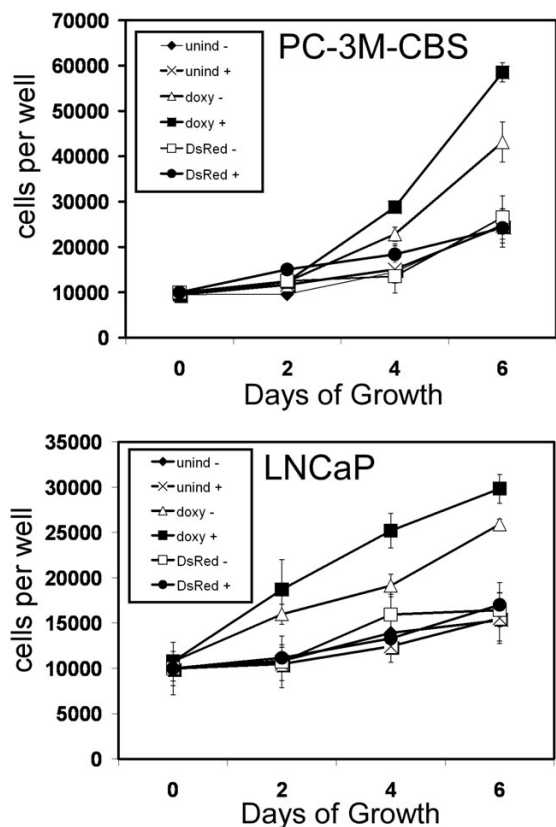 PC-3M-CBS
unind -
unind +
doxy -
doxy +
DsRed -
DsRed +
cells per well
70000
60000
50000
40000
30000
20000
10000
0
0 2 4 6
Days of Growth
LNCaP
unind -
unind +
doxy -
doxy +
DsRed -
DsRed +
cells per well
35000
30000
25000
20000
15000
10000
5000
0
0 2 4 6
Days of Growth